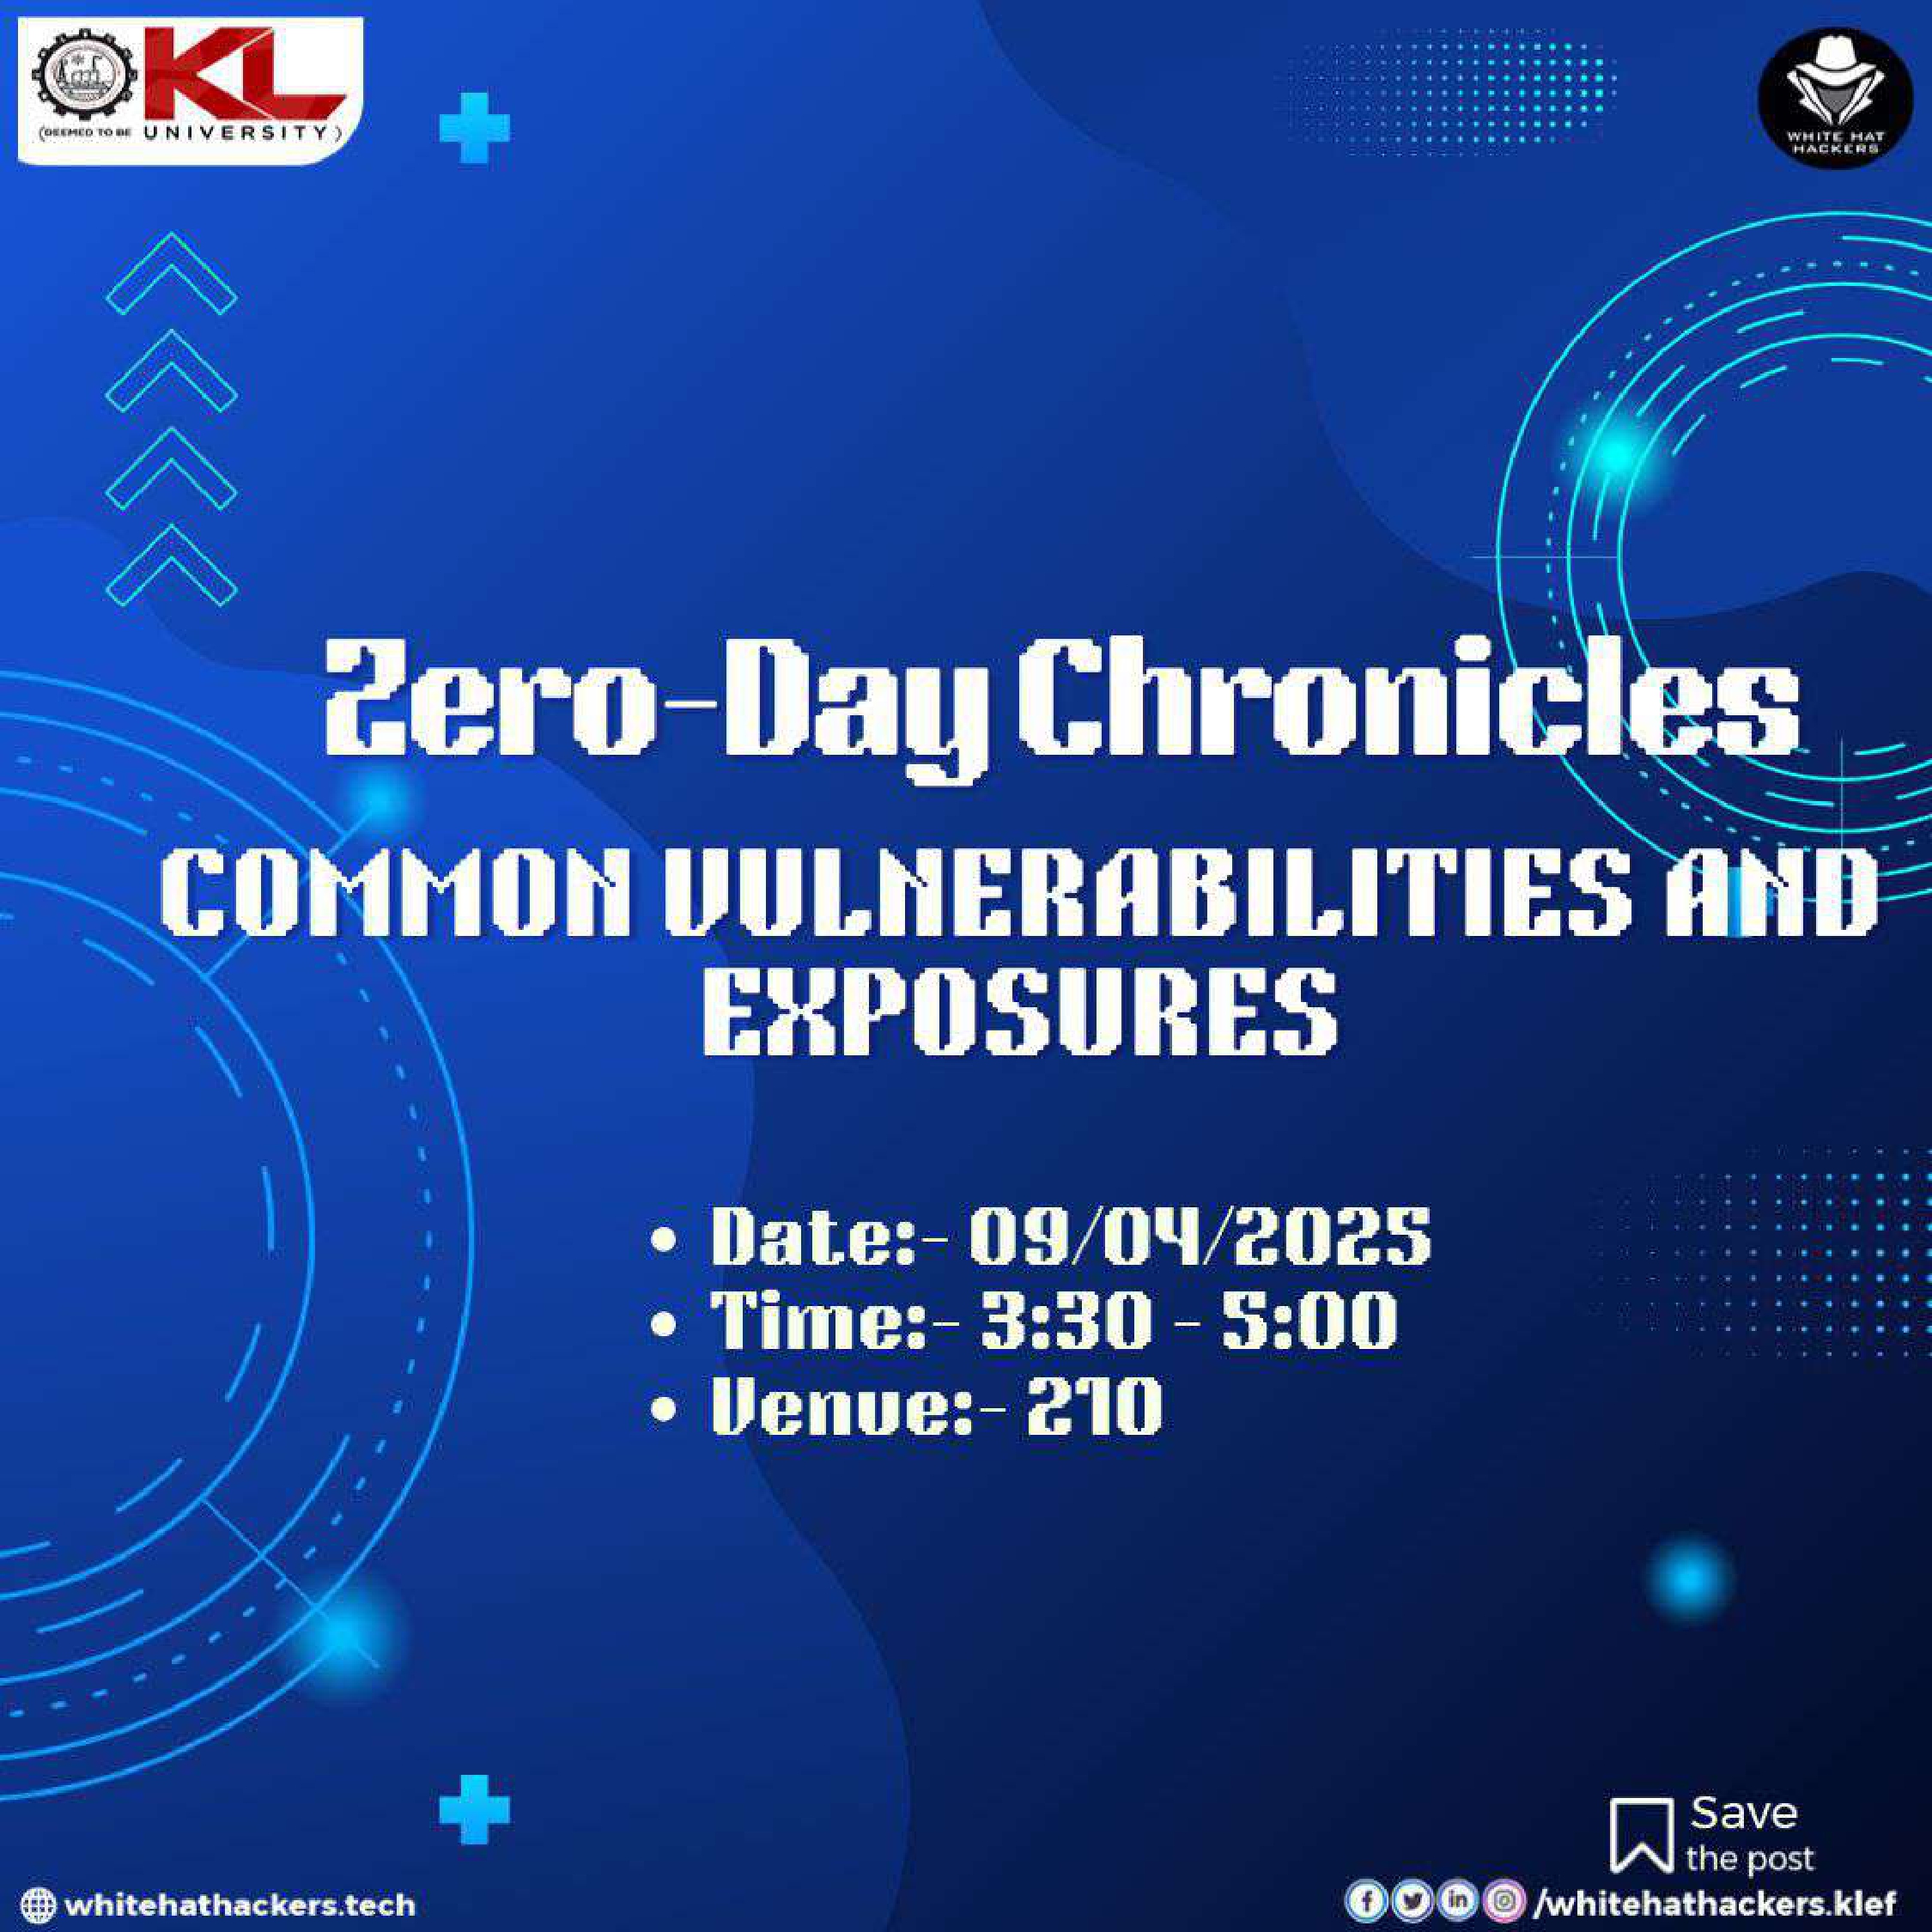 KL
(DEEMED TO BE UNIVERSITY)
WHITE HAT
HACKERS
Zero-Day Chronicles
COMMON VULNERABILITIES AND
EXPOSURES
• Date:- 09/04/2025
• Time:- 3:30 - 5:00
• Venue:- 210
Save
the post
whitehathackers.tech
/whitehathackers.klef